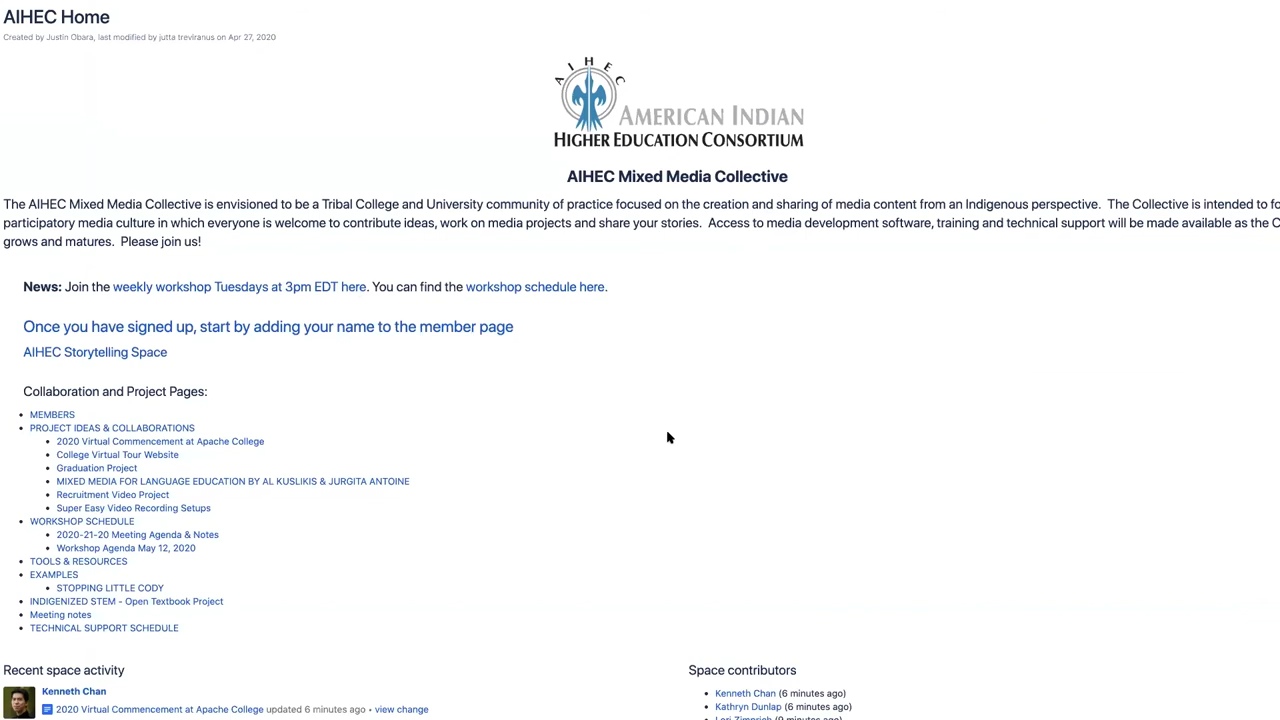 AIHEC Home
Created by Justin Obara, last modified by jutta treviranus on Apr 27, 2020
AIHEC
AMERICAN INDIAN
HIGHER EDUCATION CONSORTIUM
AIHEC Mixed Media Collective
The AIHEC Mixed Media Collective is envisioned to be a Tribal College and University community of practice focused on the creation and sharing of media content from an Indigenous perspective. The Collective is intended to
participatory media culture in which everyone is welcome to contribute ideas, work on media projects and share your stories. Access to media development software, training and technical support will be made available as the
grows and matures. Please join us!
News: Join the weekly workshop Tuesdays at 3pm EDT here. You can find the workshop schedule here.
Once you have signed up, start by adding your name to the member page
AIHEC Storytelling Space
Collaboration and Project Pages:
• MEMBERS
• PROJECT IDEAS & COLLABORATIONS
• 2020 Virtual Commencement at Apache College
• College Virtual Tour Website
• Graduation Project
• MIXED MEDIA FOR LANGUAGE EDUCATION BY AL KUSLIKIS & JURGITA ANTOINE
• Recruitment Video Project
• Super Easy Video Recording Setups
• WORKSHOP SCHEDULE
• 2020-21-20 Meeting Agenda & Notes
• Workshop Agenda May 12, 2020
• TOOLS & RESOURCES
• EXAMPLES
• STOPPING LITTLE CODY
• INDIGENIZED STEM - Open Textbook Project
• Meeting notes
• TECHNICAL SUPPORT SCHEDULE
Recent space activity
Kenneth Chan
2020 Virtual Commencement at Apache College updated 6 minutes ago • view change
Space contributors
• Kenneth Chan (6 minutes ago)
• Kathryn Dunlap (6 minutes ago)
• Lori Zimprich (9 minutes ago)